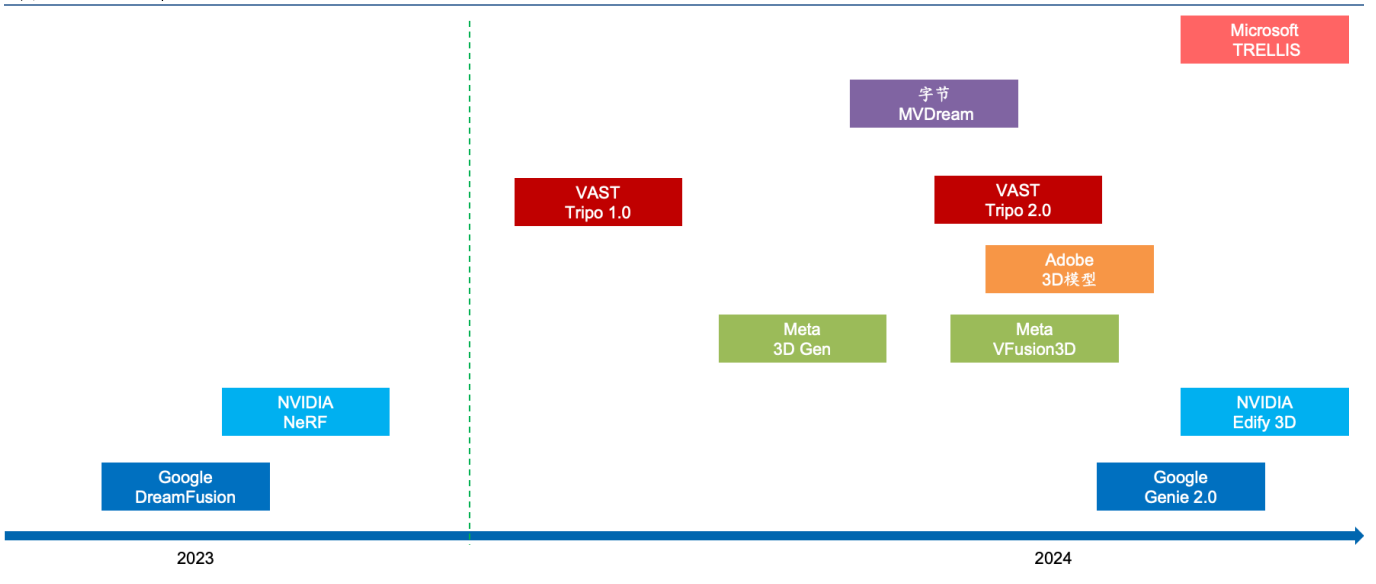 Microsoft
TRELLIS
字节
MVDream
VAST
Tripo 1.0
VAST
Tripo 2.0
Adobe
3D模型
Meta
3D Gen
Meta
VFusion3D
NVIDIA
NeRF
NVIDIA
Edify 3D
Google
DreamFusion
Google
Genie 2.0
2023
2024